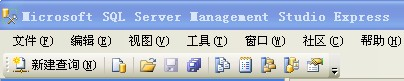 Microsoft SQL Server Management Studio Express
文件(F) 编辑(E) 视图(V) 工具(T) 窗口(W) 社区(C) 帮助(H)
新建查询(N)